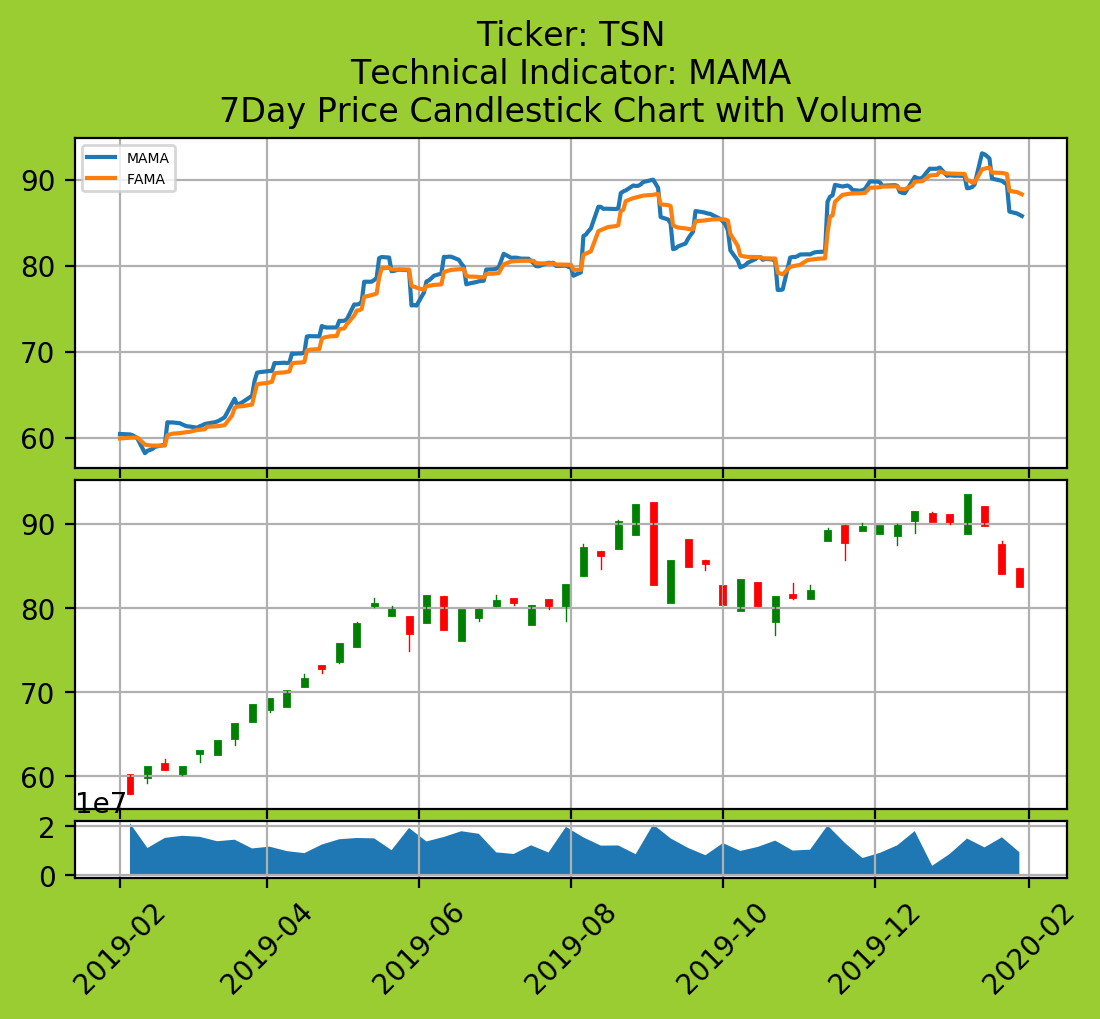 Ticker: TSN
Technical Indicator: MAMA
7Day Price Candlestick Chart with Volume
MAMA
FAMA
90
80
70
60
90
80
70
60
1e7
2
0
2019-02
2019-04
2019-06
2019-08
2019-10
2019-12
2020-02